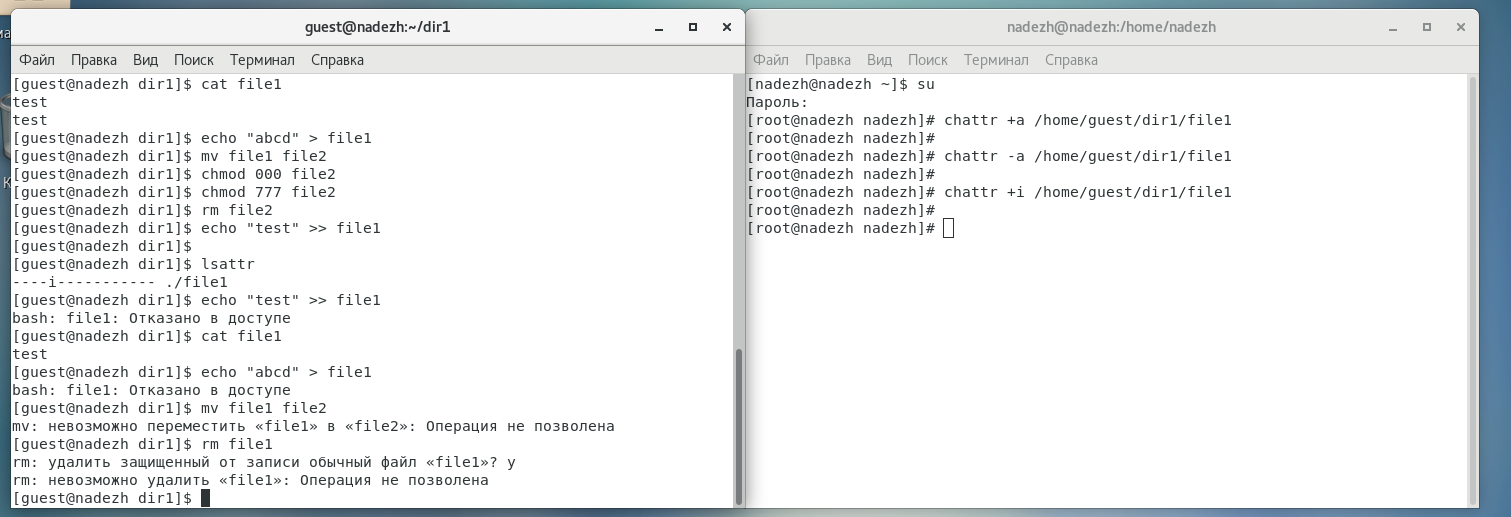 guest@nadezh:~/dir1
Файл Правка Вид Поиск Терминал Справка
[guest@nadezh dir1]$ cat file1
test
test
[guest@nadezh dir1]$ echo "abcd" > file1
[guest@nadezh dir1]$ mv file1 file2
[guest@nadezh dir1]$ chmod 000 file2
[guest@nadezh dir1]$ chmod 777 file2
[guest@nadezh dir1]$ rm file2
[guest@nadezh dir1]$ echo "test" >> file1
[guest@nadezh dir1]$
[guest@nadezh dir1]$ lsattr
----i----------- ./file1
[guest@nadezh dir1]$ echo "test" >> file1
bash: file1: Отказано в доступе
[guest@nadezh dir1]$ cat file1
test
[guest@nadezh dir1]$ echo "abcd" > file1
bash: file1: Отказано в доступе
[guest@nadezh dir1]$ mv file1 file2
mv: невозможно переместить «file1» в «file2»: Операция не позволена
[guest@nadezh dir1]$ rm file1
rm: удалить защищенный от записи обычный файл «file1»? y
rm: невозможно удалить «file1»: Операция не позволена
[guest@nadezh dir1]$
nadezh@nadezh:/home/nadezh
Файл Правка Вид Поиск Терминал Справка
[nadezh@nadezh ~]$ su
Пароль:
[root@nadezh nadezh]# chattr +a /home/guest/dir1/file1
[root@nadezh nadezh]#
[root@nadezh nadezh]# chattr -a /home/guest/dir1/file1
[root@nadezh nadezh]#
[root@nadezh nadezh]# chattr +i /home/guest/dir1/file1
[root@nadezh nadezh]#
[root@nadezh nadezh]#